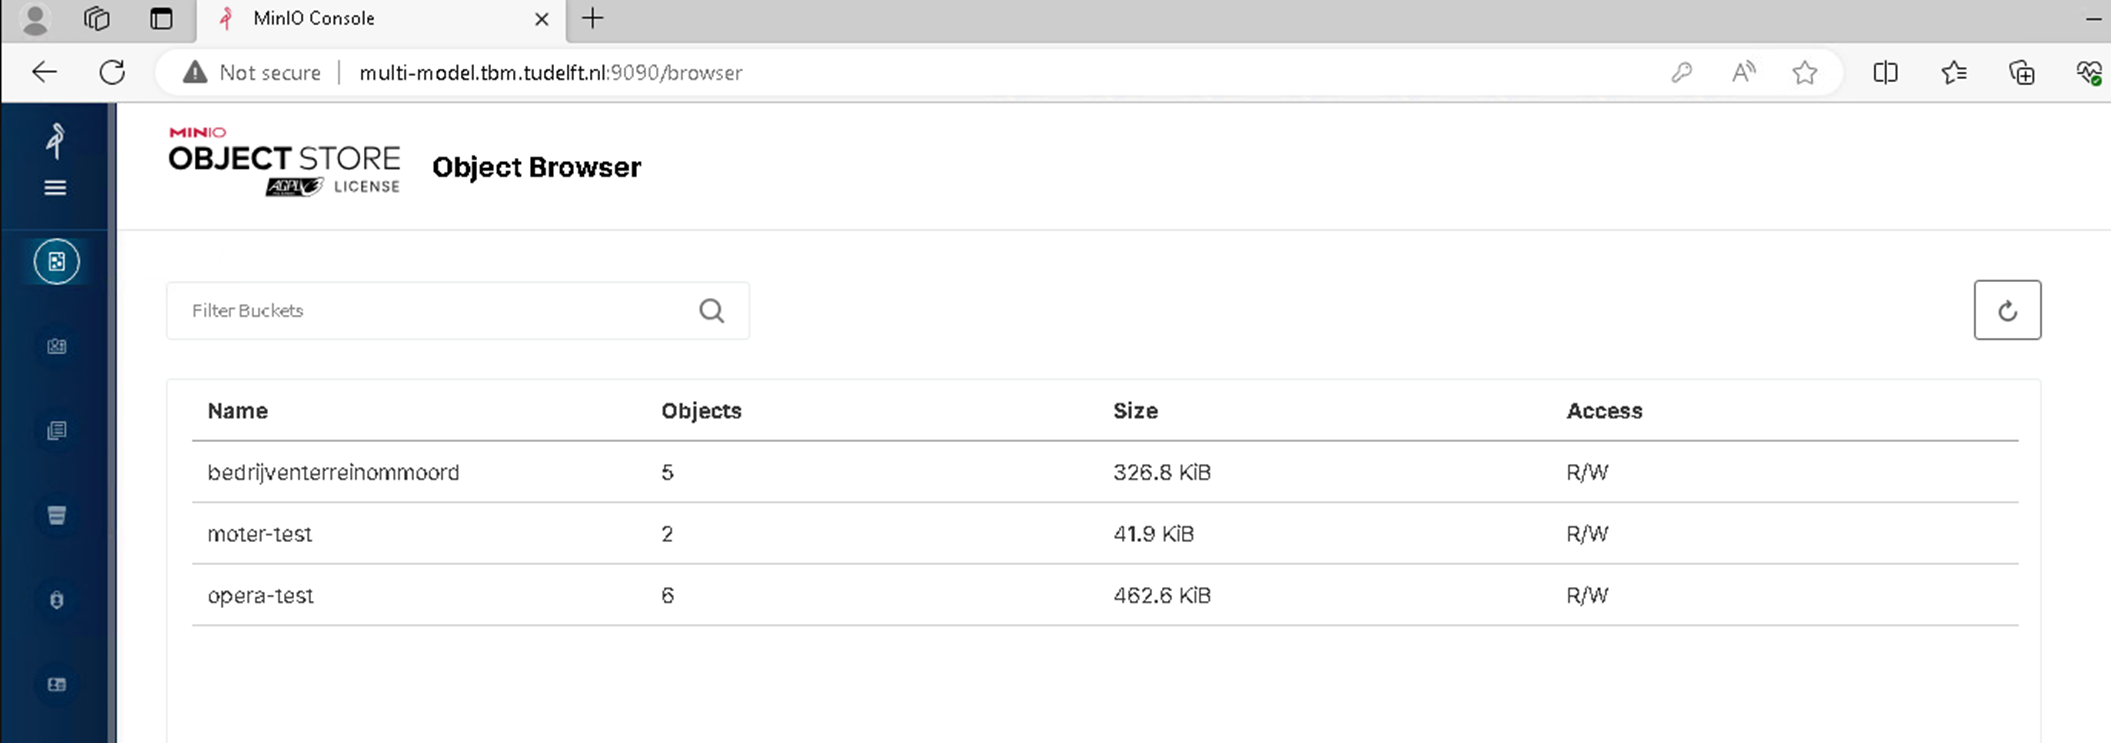 MinIO Console
Not secure | multi-model.tbm.tudelft.nl:9090/browser
MINIO
OBJECT STORE
AGPLV3 LICENSE
Object Browser
Filter Buckets
Name Objects Size Access
bedrijventerreinommoord 5 326.8 KiB R/W
moter-test 2 41.9 KiB R/W
opera-test 6 462.6 KiB R/W